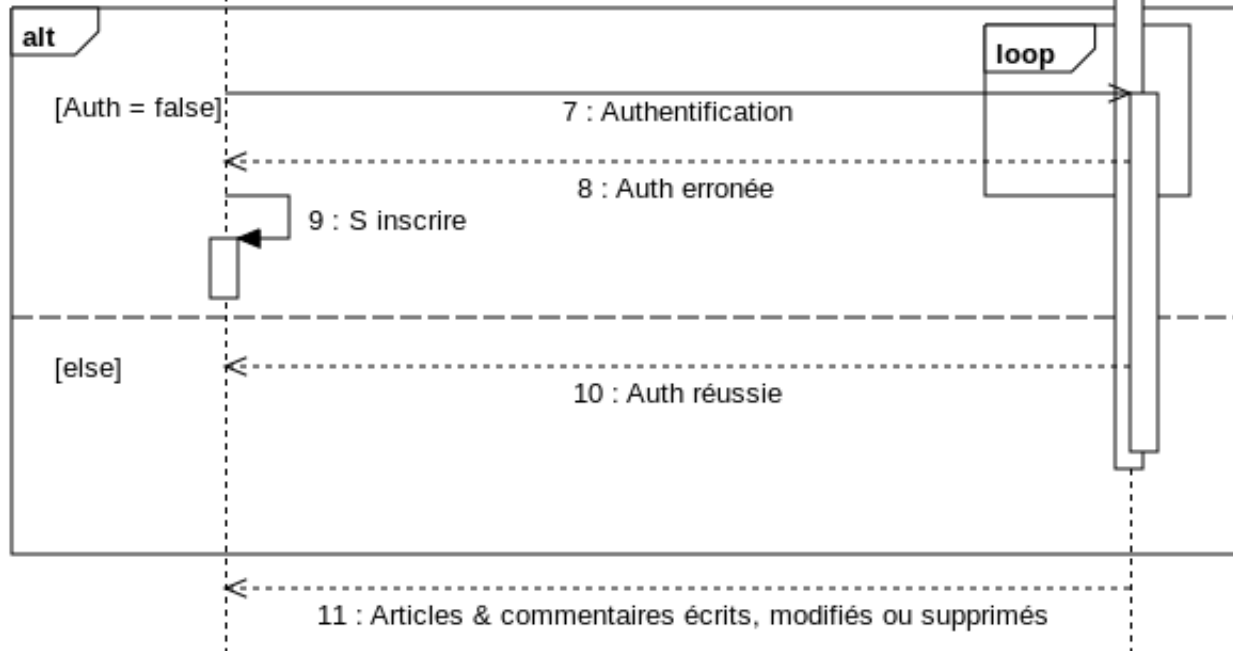 alt
loop
[Auth = false]
7 : Authentification
8 : Auth erronée
9 : S inscrire
[else]
10 : Auth réussie
11 : Articles & commentaires écrits, modifiés ou supprimés